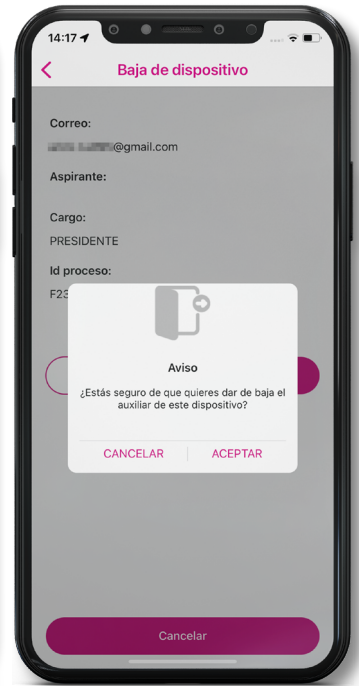 14:17
Baja de dispositivo
Correo:
@gmail.com
Aspirante:
Cargo:
PRESIDENTE
Id proceso:
F23
Aviso
¿Estás seguro de que quieres dar de baja el
auxiliar de este dispositivo?
CANCELAR ACEPTAR
Cancelar